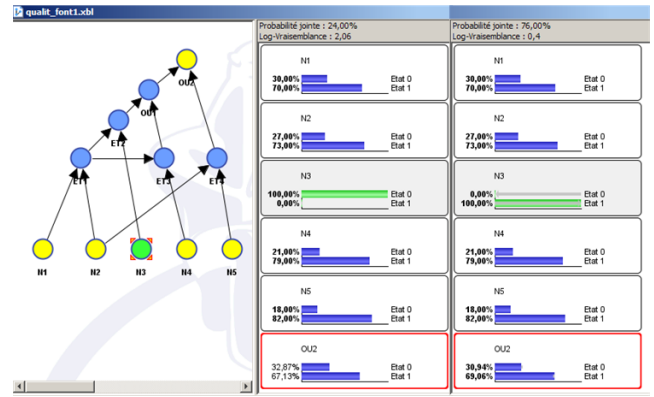 qualit_font1.xbl
OU2
OU1
ET2
ET1
ET3
ET4
N1
N2
N3
N4
N5
Probabilité jointe : 24,00%
Log-Vraisemblance : 2,06
N1
30,00% Etat 0
70,00% Etat 1
N2
27,00% Etat 0
73,00% Etat 1
N3
100,00% Etat 0
0,00% Etat 1
N4
21,00% Etat 0
79,00% Etat 1
N5
18,00% Etat 0
82,00% Etat 1
OU2
32,87% Etat 0
67,13% Etat 1
Probabilité jointe : 76,00%
Log-Vraisemblance : 0,4
N1
30,00% Etat 0
70,00% Etat 1
N2
27,00% Etat 0
73,00% Etat 1
N3
0,00% Etat 0
100,00% Etat 1
N4
21,00% Etat 0
79,00% Etat 1
N5
18,00% Etat 0
82,00% Etat 1
OU2
30,94% Etat 0
69,06% Etat 1